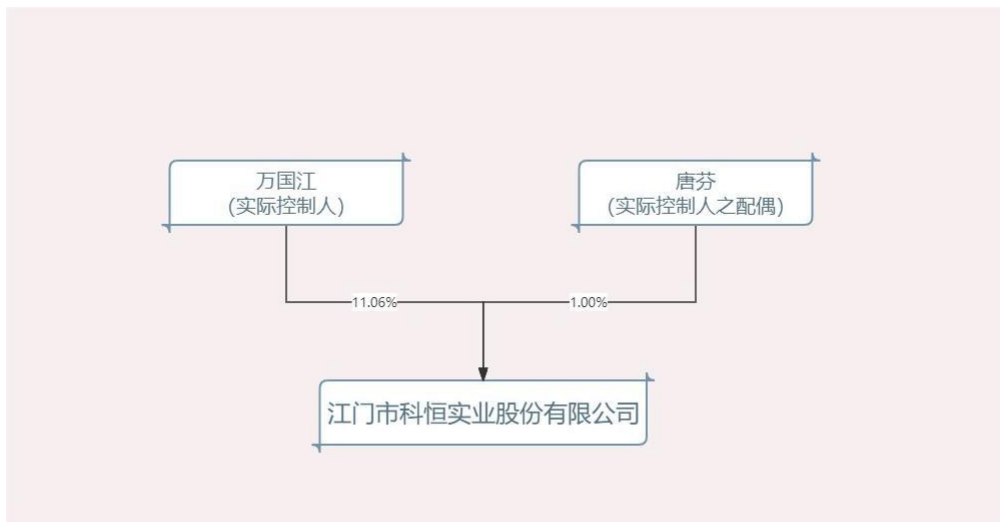 万国江
（实际控制人）
唐芬
（实际控制人之配偶）
11.06%
1.00%
江门市科恒实业股份有限公司